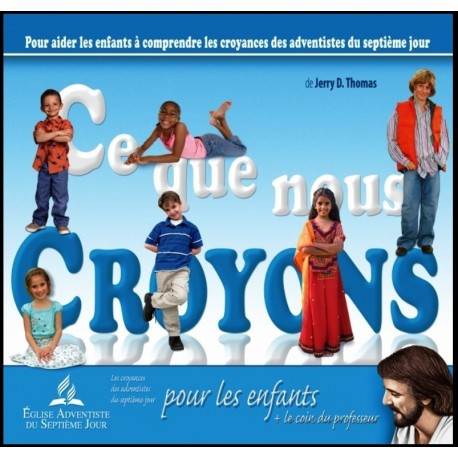 Pour aider les enfants à comprendre les croyances des adventistes du septième jour
de Jerry D. Thomas
Ce que nous
CROYONS
Les croyances
des adventistes
du septième jour
pour les enfants
+ le coin du professeur
ÉGLISE ADVENTISTE
DU SEPTIÈME JOUR